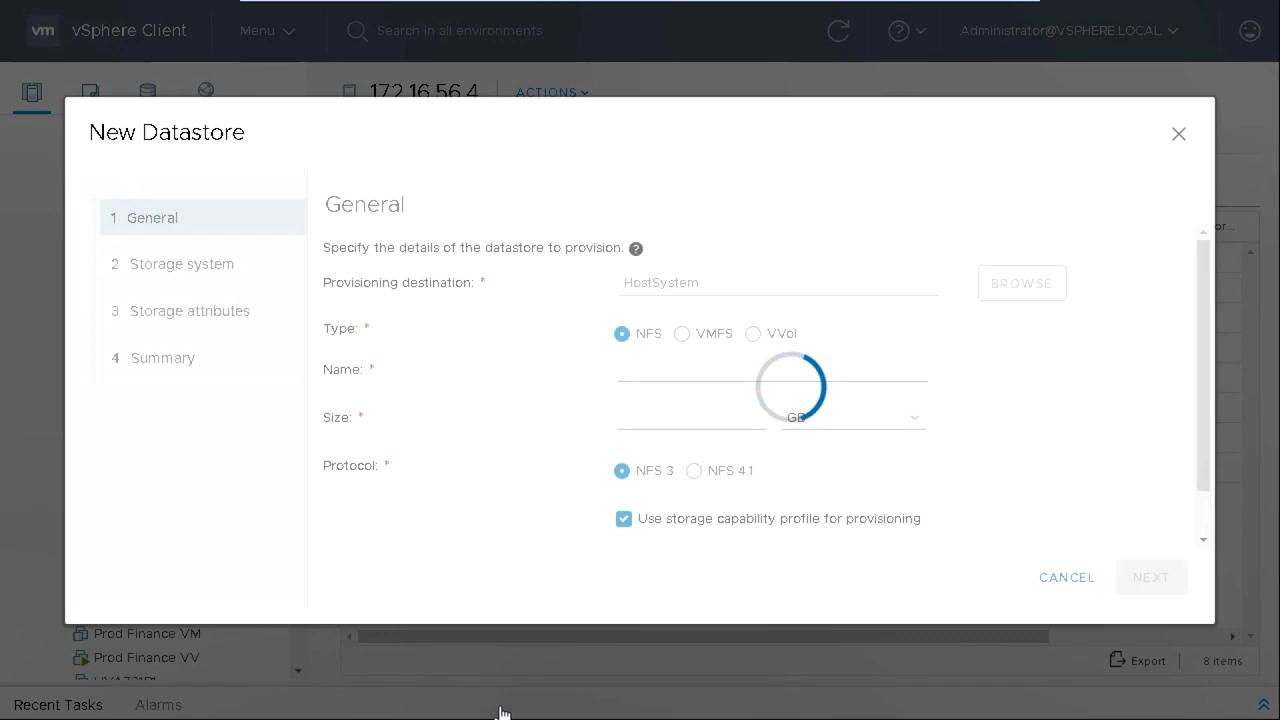 vm vSphere Client Menu Search in all environments Administrator@VSPHERE.LOCAL
172.16.56.4 ACTIONS
New Datastore
1 General
2 Storage system
3 Storage attributes
4 Summary
General
Specify the details of the datastore to provision. ?
Provisioning destination: * HostSystem BROWSE
Type: * NFS VMFS VVol
Name: *
Size: * GB
Protocol: * NFS 3 NFS 4.1
Use storage capability profile for provisioning
CANCEL NEXT
or...
Prod Finance VM
Prod Finance VV
Export 8 items
Recent Tasks Alarms